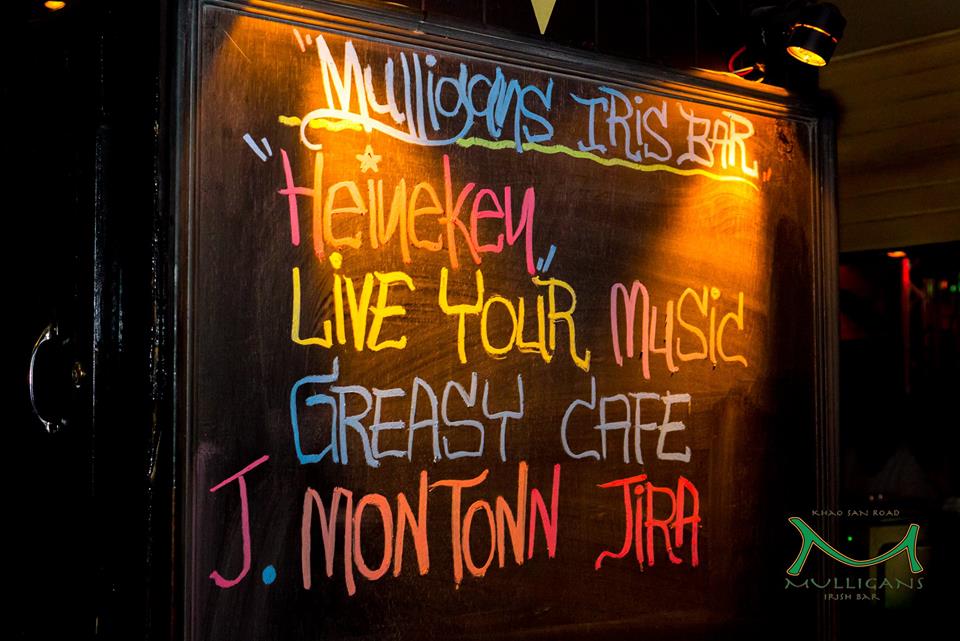 "Mulligans IRiS BAR"
"Heineken"
LiVE YOUR MUSiC
GREASY CAFE
J. MONTONN JiRA
KHAO SAN ROAD
MULLIGANS
IRISH BAR